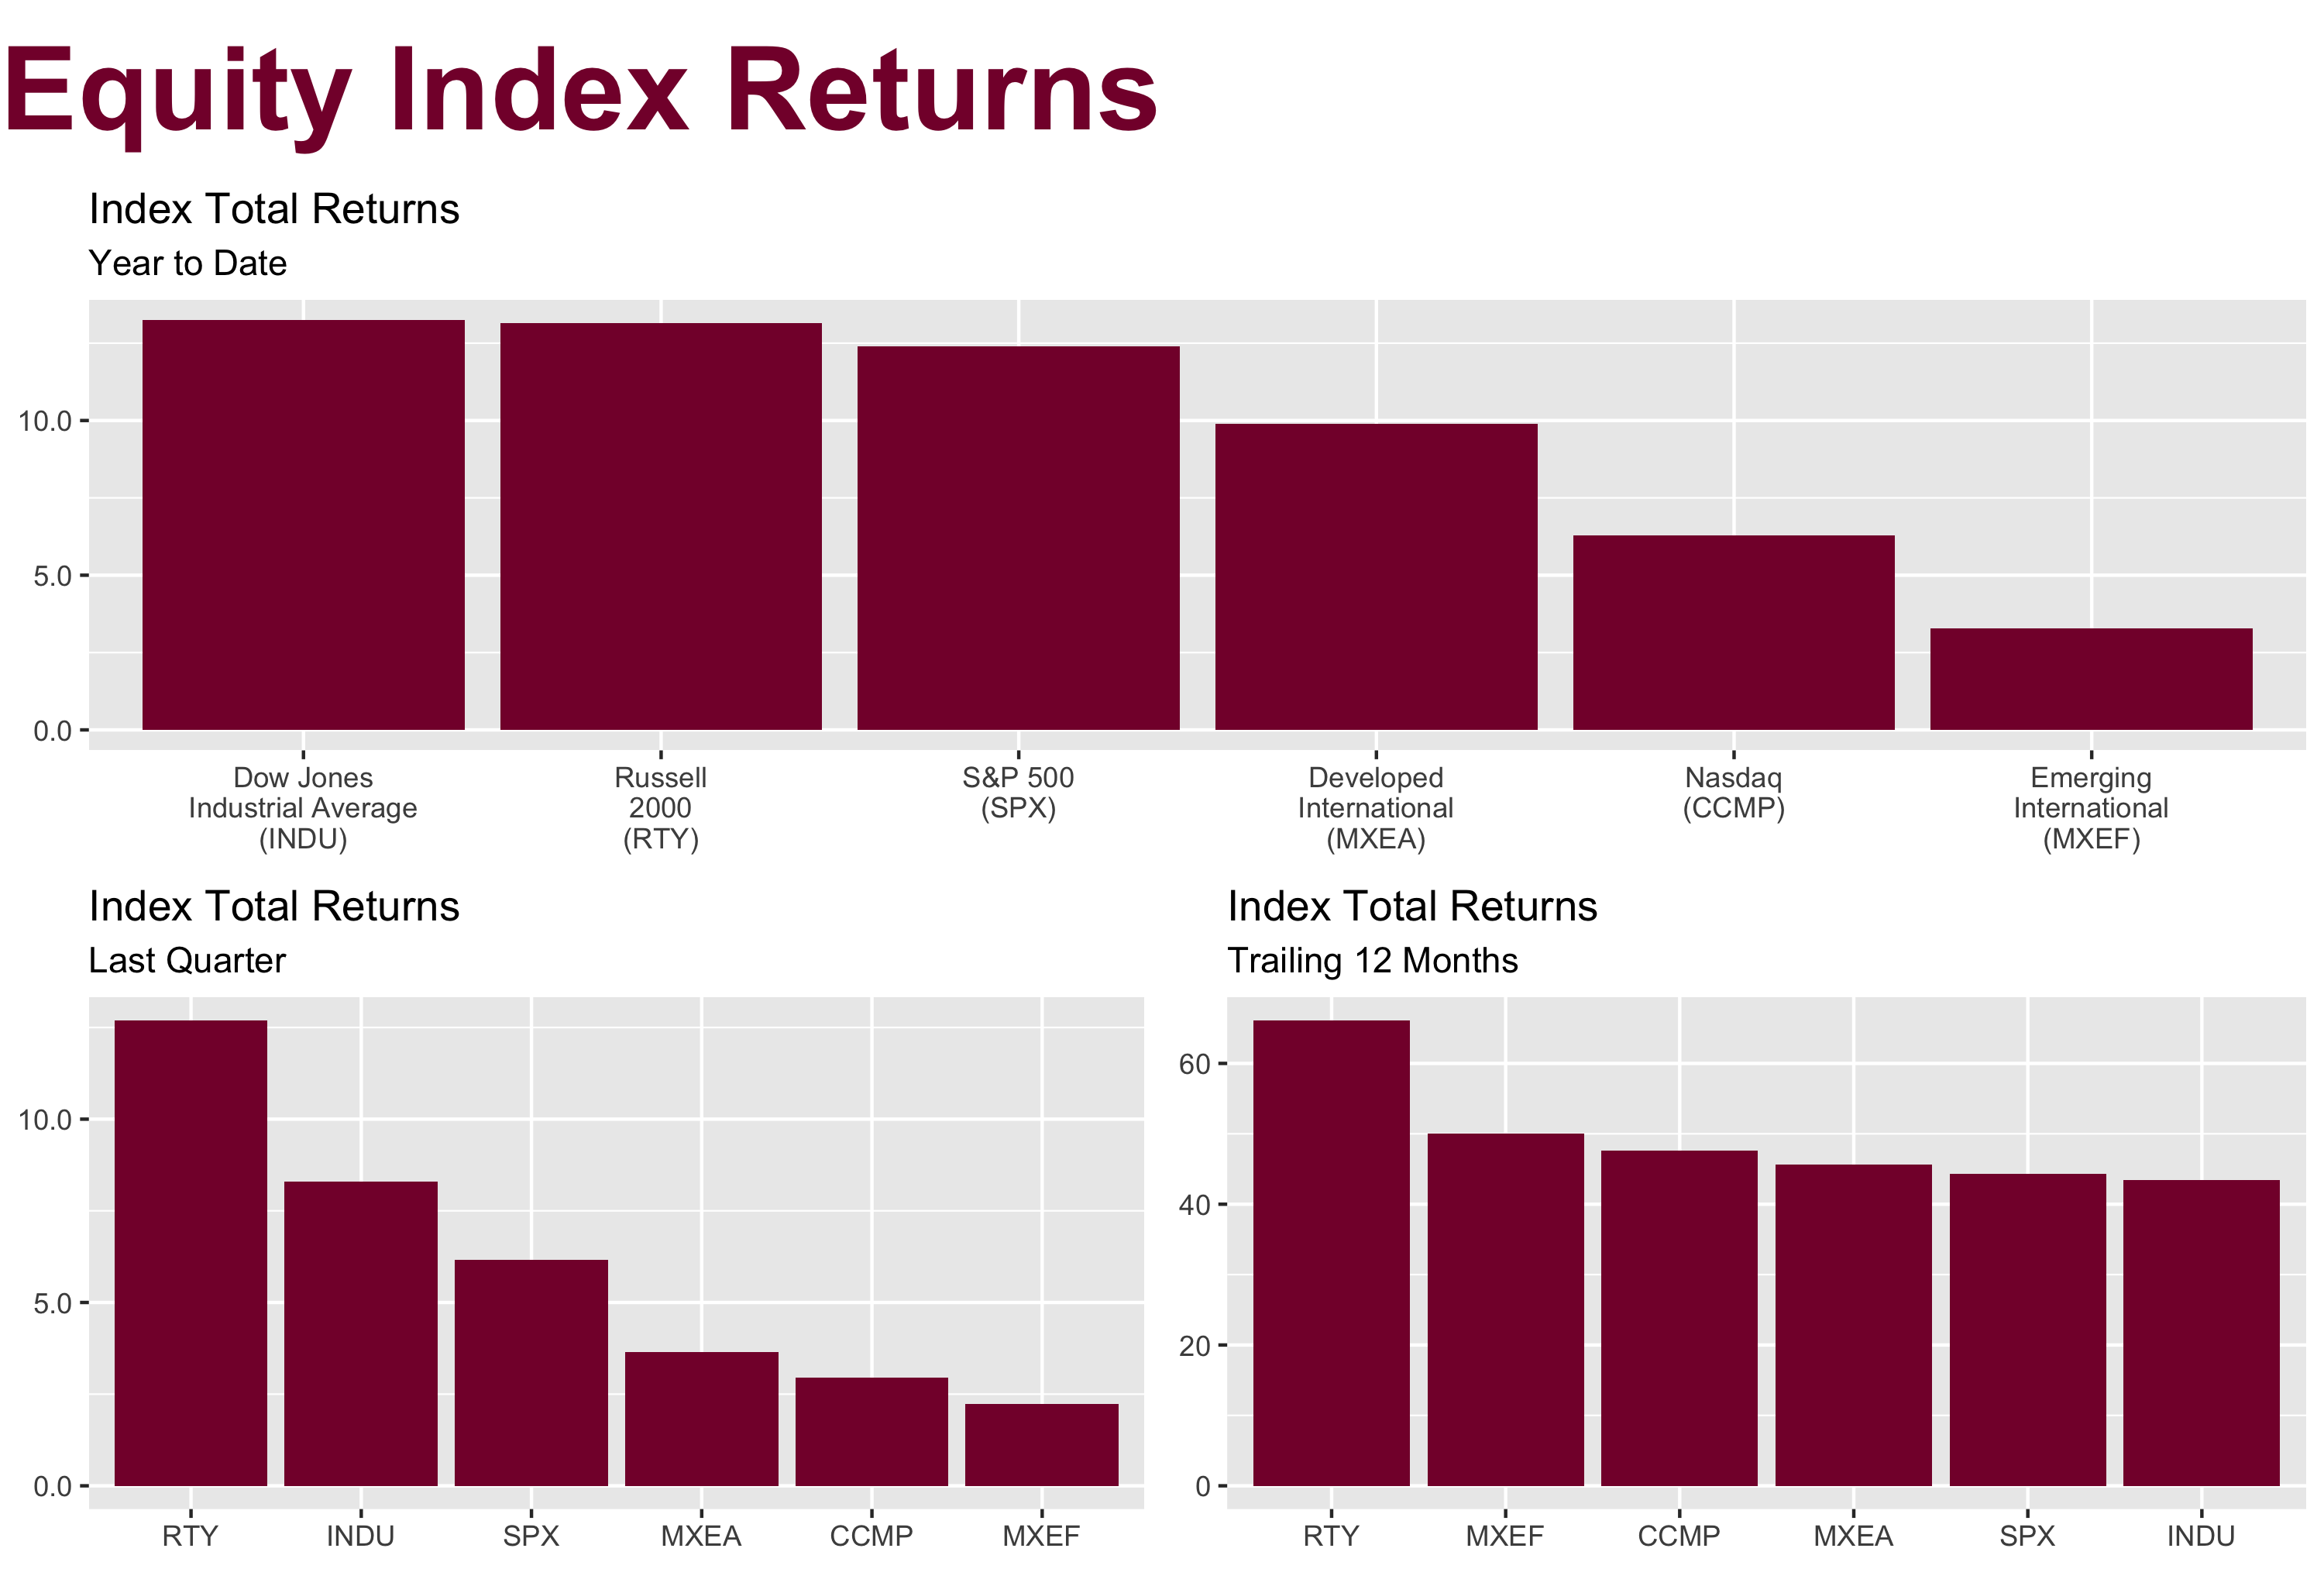 Equity Index Returns
Index Total Returns
Year to Date
10.0
5.0
0.0
Dow Jones
Industrial Average
(INDU)
Russell
2000
(RTY)
S&P 500
(SPX)
Developed
International
(MXEA)
Nasdaq
(CCMP)
Emerging
International
(MXEF)
Index Total Returns
Last Quarter
10.0
5.0
0.0
RTY
INDU
SPX
MXEA
CCMP
MXEF
Index Total Returns
Trailing 12 Months
60
40
20
0
RTY
MXEF
CCMP
MXEA
SPX
INDU